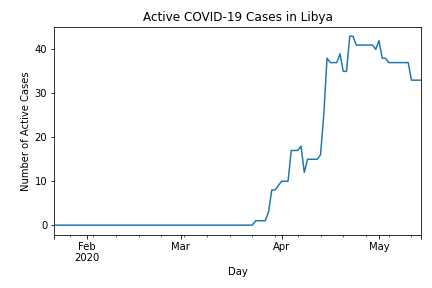 Active COVID-19 Cases in Libya
Number of Active Cases
40
30
20
10
0
Feb
2020
Mar
Apr
May
Day